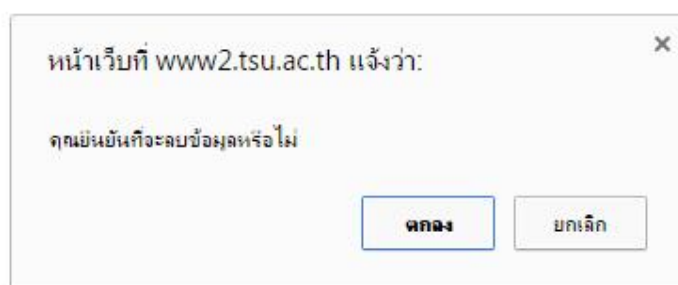 หน้าเว็บที่ www2.tsu.ac.th แจ้งว่า:
คุณยืนยันที่จะลบข้อมูลหรือไม่
ตกลง ยกเลิก